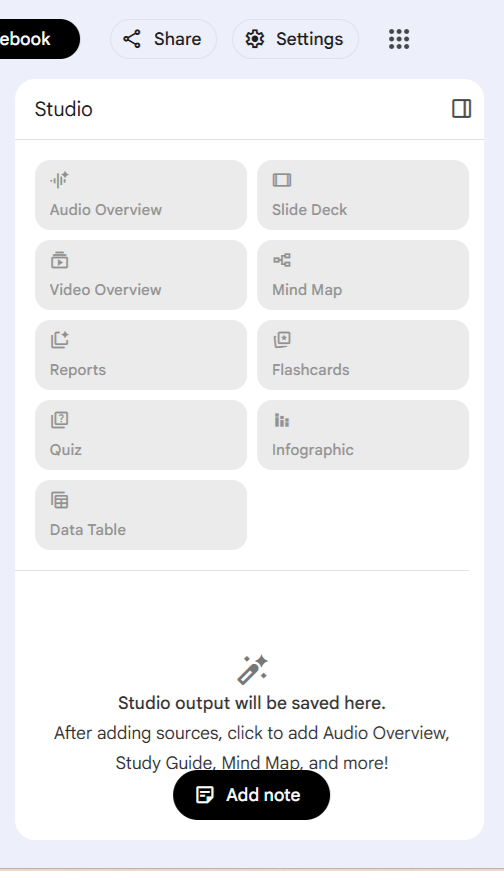 ebook
Share
Settings
Studio
Audio Overview
Slide Deck
Video Overview
Mind Map
Reports
Flashcards
Quiz
Infographic
Data Table
Studio output will be saved here.
After adding sources, click to add Audio Overview,
Study Guide, Mind Map, and more!
Add note